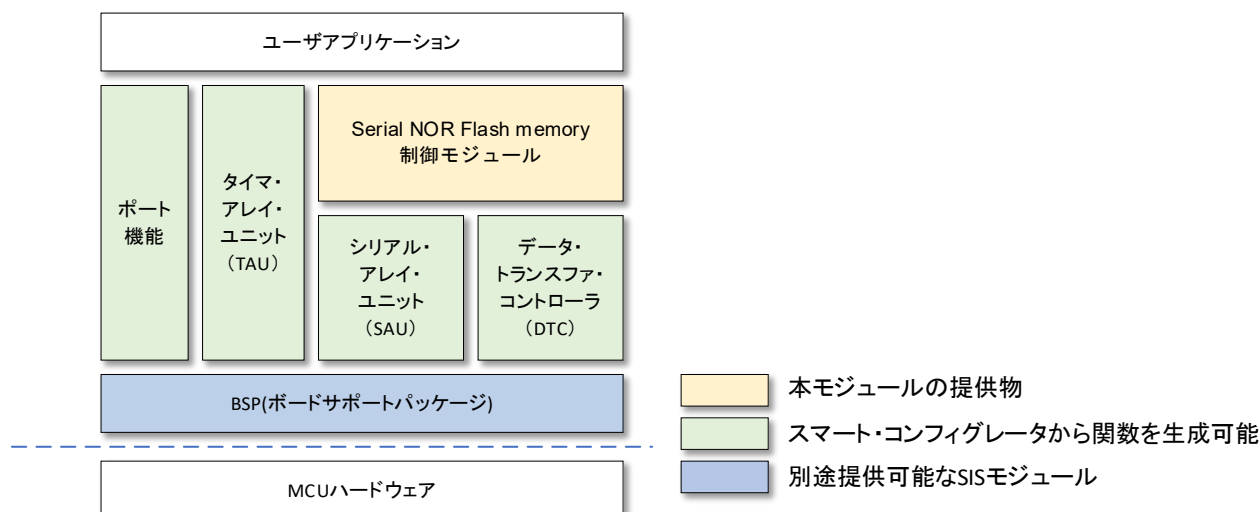 ユーザアプリケーション
ポート
機能
タイマ・
アレイ・
ユニット
（TAU）
Serial NOR Flash memory
制御モジュール
シリアル・
アレイ・
ユニット
（SAU）
データ・
トランスファ・
コントローラ
（DTC）
BSP(ボードサポートパッケージ)
MCUハードウェア
本モジュールの提供物
スマート・コンフィグレータから関数を生成可能
別途提供可能なSISモジュール